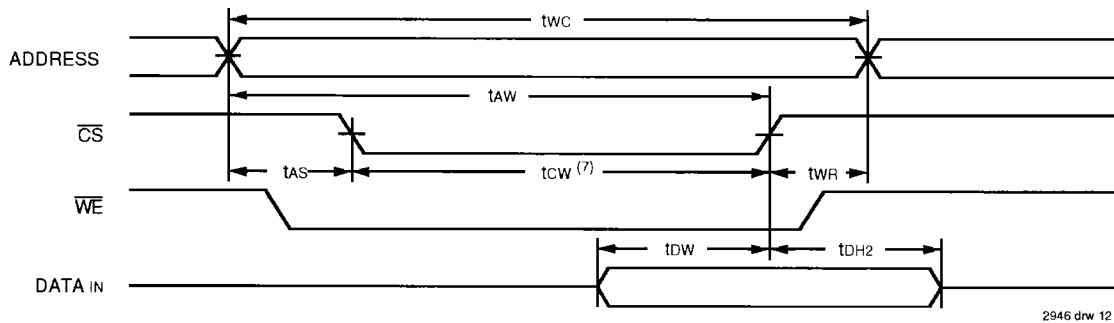 tWC
ADDRESS
tAW
CS
tAS
tCW (7)
tWR
WE
tDW
tDH2
DATA IN
2946 drw 12